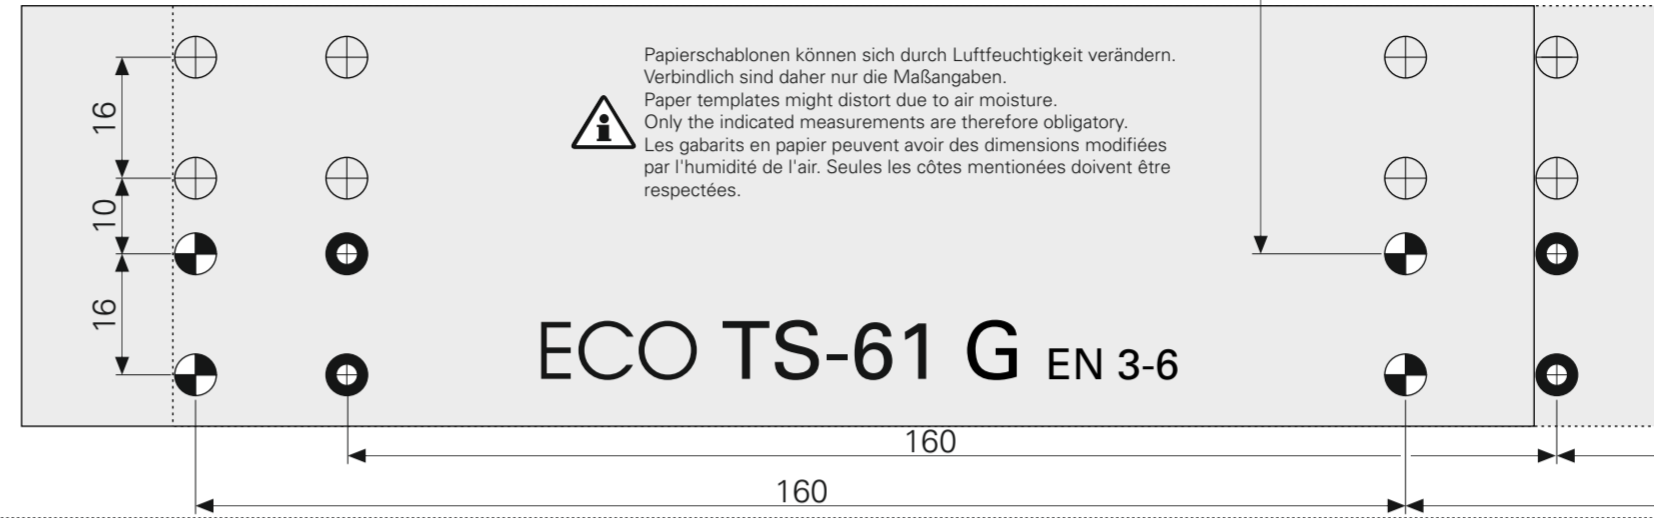 Papierschablonen können sich durch Luftfeuchtigkeit verändern.
Verbindlich sind daher nur die Maßangaben.
Paper templates might distort due to air moisture.
Only the indicated measurements are therefore obligatory.
Les gabarits en papier peuvent avoir des dimensions modifiées
par l'humidité de l'air. Seules les côtes mentionées doivent être
respectées.
16
10
16
ECO TS-61 G EN 3-6
160
160